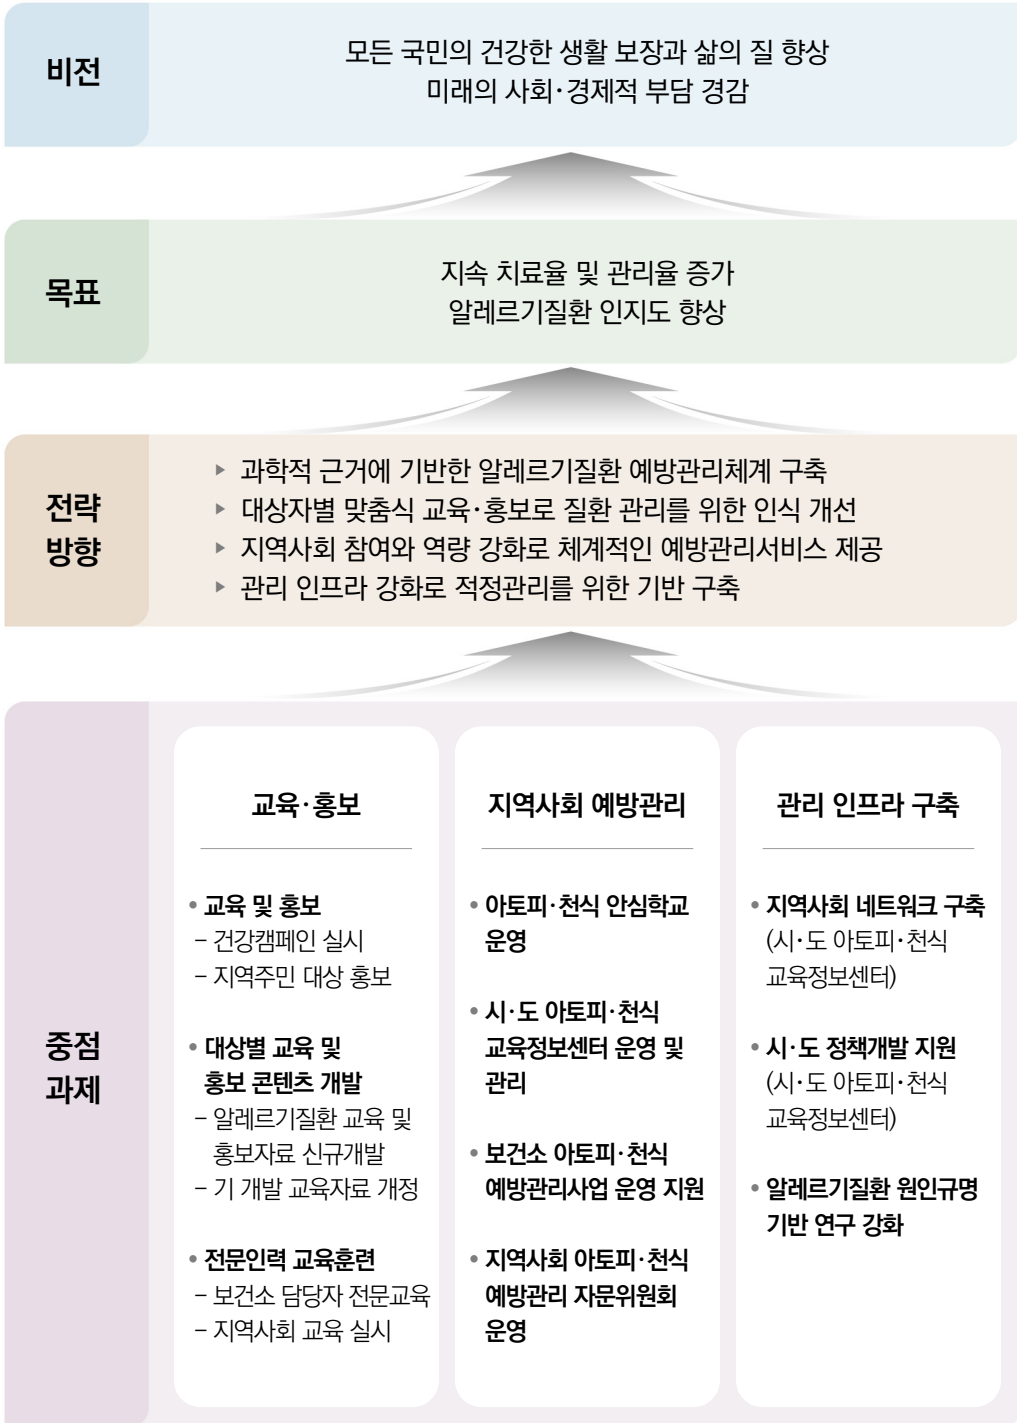 비전
모든 국민의 건강한 생활 보장과 삶의 질 향상
미래의 사회·경제적 부담 경감
목표
지속 치료율 및 관리율 증가
알레르기질환 인지도 향상
전략
방향
▶ 과학적 근거에 기반한 알레르기질환 예방관리체계 구축
▶ 대상자별 맞춤식 교육·홍보로 질환 관리를 위한 인식 개선
▶ 지역사회 참여와 역량 강화로 체계적인 예방관리서비스 제공
▶ 관리 인프라 강화로 적정관리를 위한 기반 구축
중점
과제
교육·홍보
• 교육 및 홍보
– 건강캠페인 실시
– 지역주민 대상 홍보
• 대상별 교육 및
홍보 콘텐츠 개발
– 알레르기질환 교육 및
홍보자료 신규개발
– 기 개발 교육자료 개정
• 전문인력 교육훈련
– 보건소 담당자 전문교육
– 지역사회 교육 실시
지역사회 예방관리
• 아토피·천식 안심학교
운영
• 시·도 아토피·천식
교육정보센터 운영 및
관리
• 보건소 아토피·천식
예방관리사업 운영 지원
• 지역사회 아토피·천식
예방관리 자문위원회
운영
관리 인프라 구축
• 지역사회 네트워크 구축
(시·도 아토피·천식
교육정보센터)
• 시·도 정책개발 지원
(시·도 아토피·천식
교육정보센터)
• 알레르기질환 원인규명
기반 연구 강화